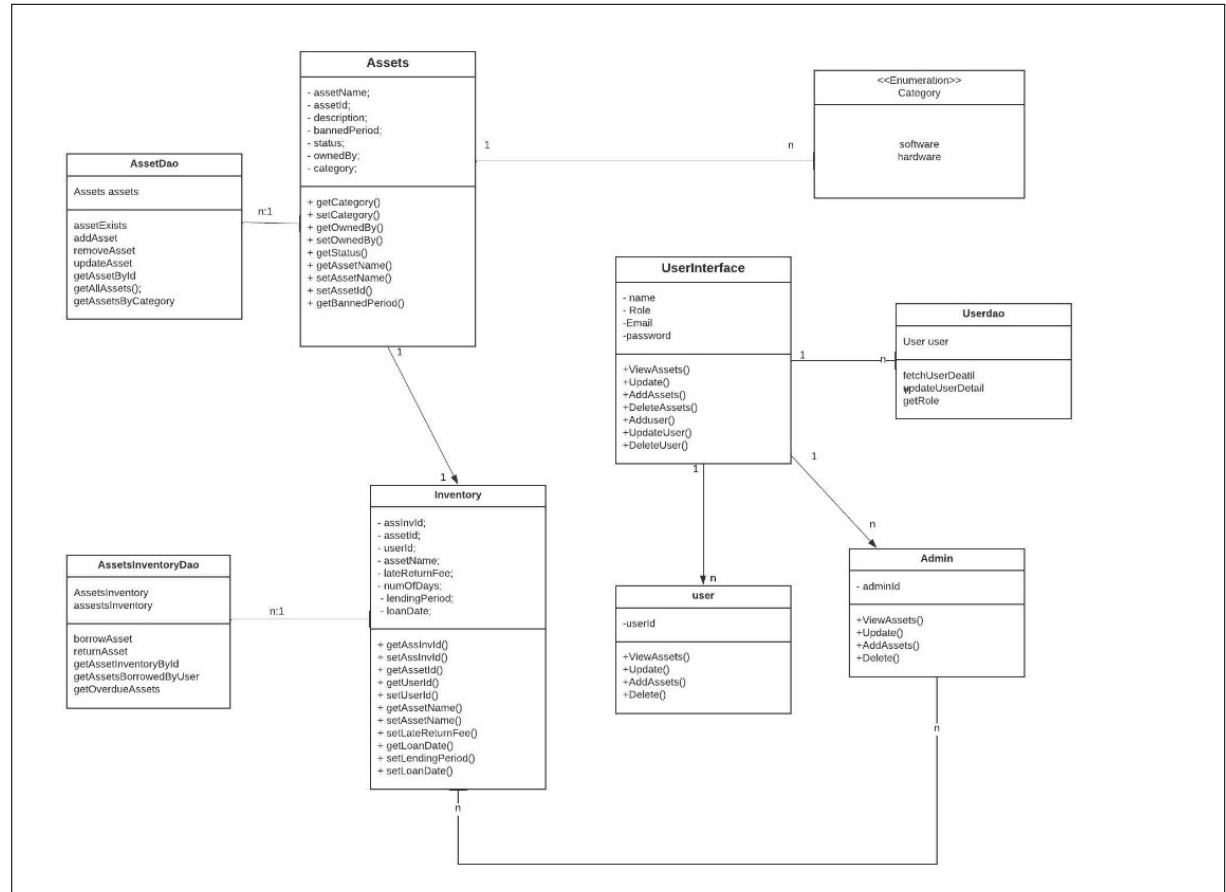 Assets
- assetName;
- assetId;
- description;
- bannedPeriod;
- status;
- ownedBy;
- category;
+ getCategory()
+ setCategory()
+ getOwnedBy()
+ setOwnedBy()
+ getStatus()
+ getAssetName()
+ setAssetName()
+ setAssetId()
+ getBannedPeriod()
1
n
<<Enumeration>>
Category
software
hardware
AssetDao
Assets assets
assetExists
addAsset
removeAsset
updateAsset
getAssetById
getAllAssets();
getAssetsByCategory
n:1
UserInterface
- name
- Role
-Email
-password
+ViewAssets()
+Update()
+AddAssets()
+DeleteAssets()
+Adduser()
+UpdateUser()
+DeleteUser()
1
n
Userdao
User user
fetchUserDeatil
updateUserDetail
n
getRole
1
1
1
1
n
n
Inventory
- assInvId;
- assetId;
- userId;
- assetName;
- lateReturnFee;
- numOfDays;
- lendingPeriod;
- loanDate;
+ getAssInvId()
+ setAssInvId()
+ getAssetId()
+ getUserId()
+ setUserId()
+ getAssetName()
+ setAssetName()
+ setLateReturnFee()
+ getLoanDate()
+ setLendingPeriod()
+ setLoanDate()
AssetsInventoryDao
AssetsInventory
assestsInventory
borrowAsset
returnAsset
getAssetInventoryById
getAssetsBorrowedByUser
getOverdueAssets
n:1
user
-userId
+ViewAssets()
+Update()
+AddAssets()
+Delete()
Admin
- adminId
+ViewAssets()
+Update()
+AddAssets()
+Delete()
n
n